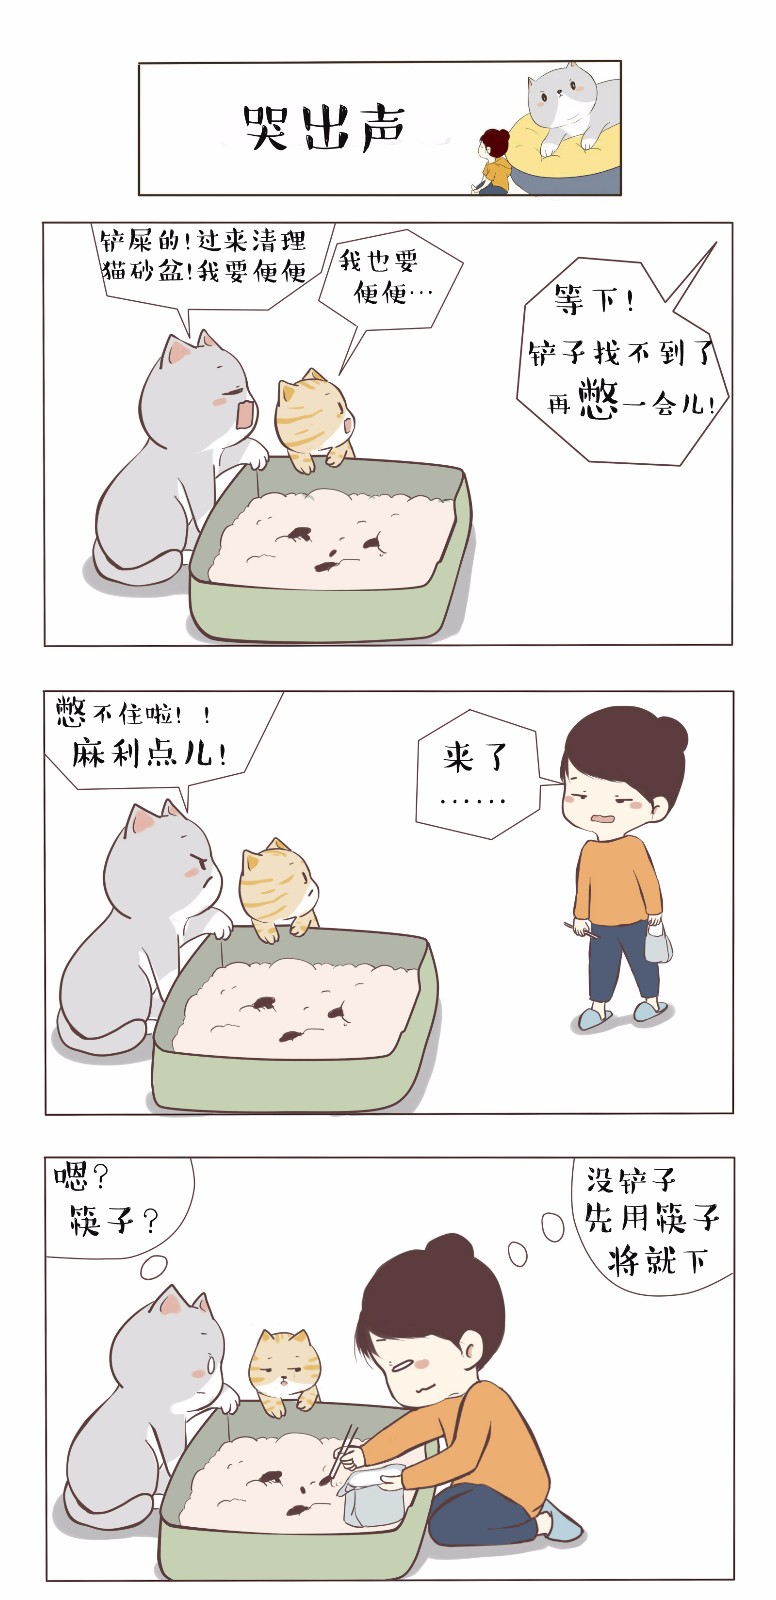 哭出声
铲屎的!过来清理
猫砂盆!我要便便
我也要
便便…
等下!
铲子找不到了
再憋一会儿!
憋不住啦!!
麻利点儿!
来了
……
嗯?
筷子?
没铲子
先用筷子
将就下